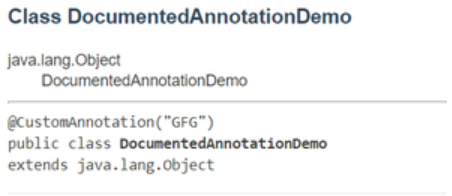 Class DocumentedAnnotationDemo
java.lang.Object
DocumentedAnnotationDemo
@CustomAnnotation("GFG")
public class DocumentedAnnotationDemo
extends java.lang.Object